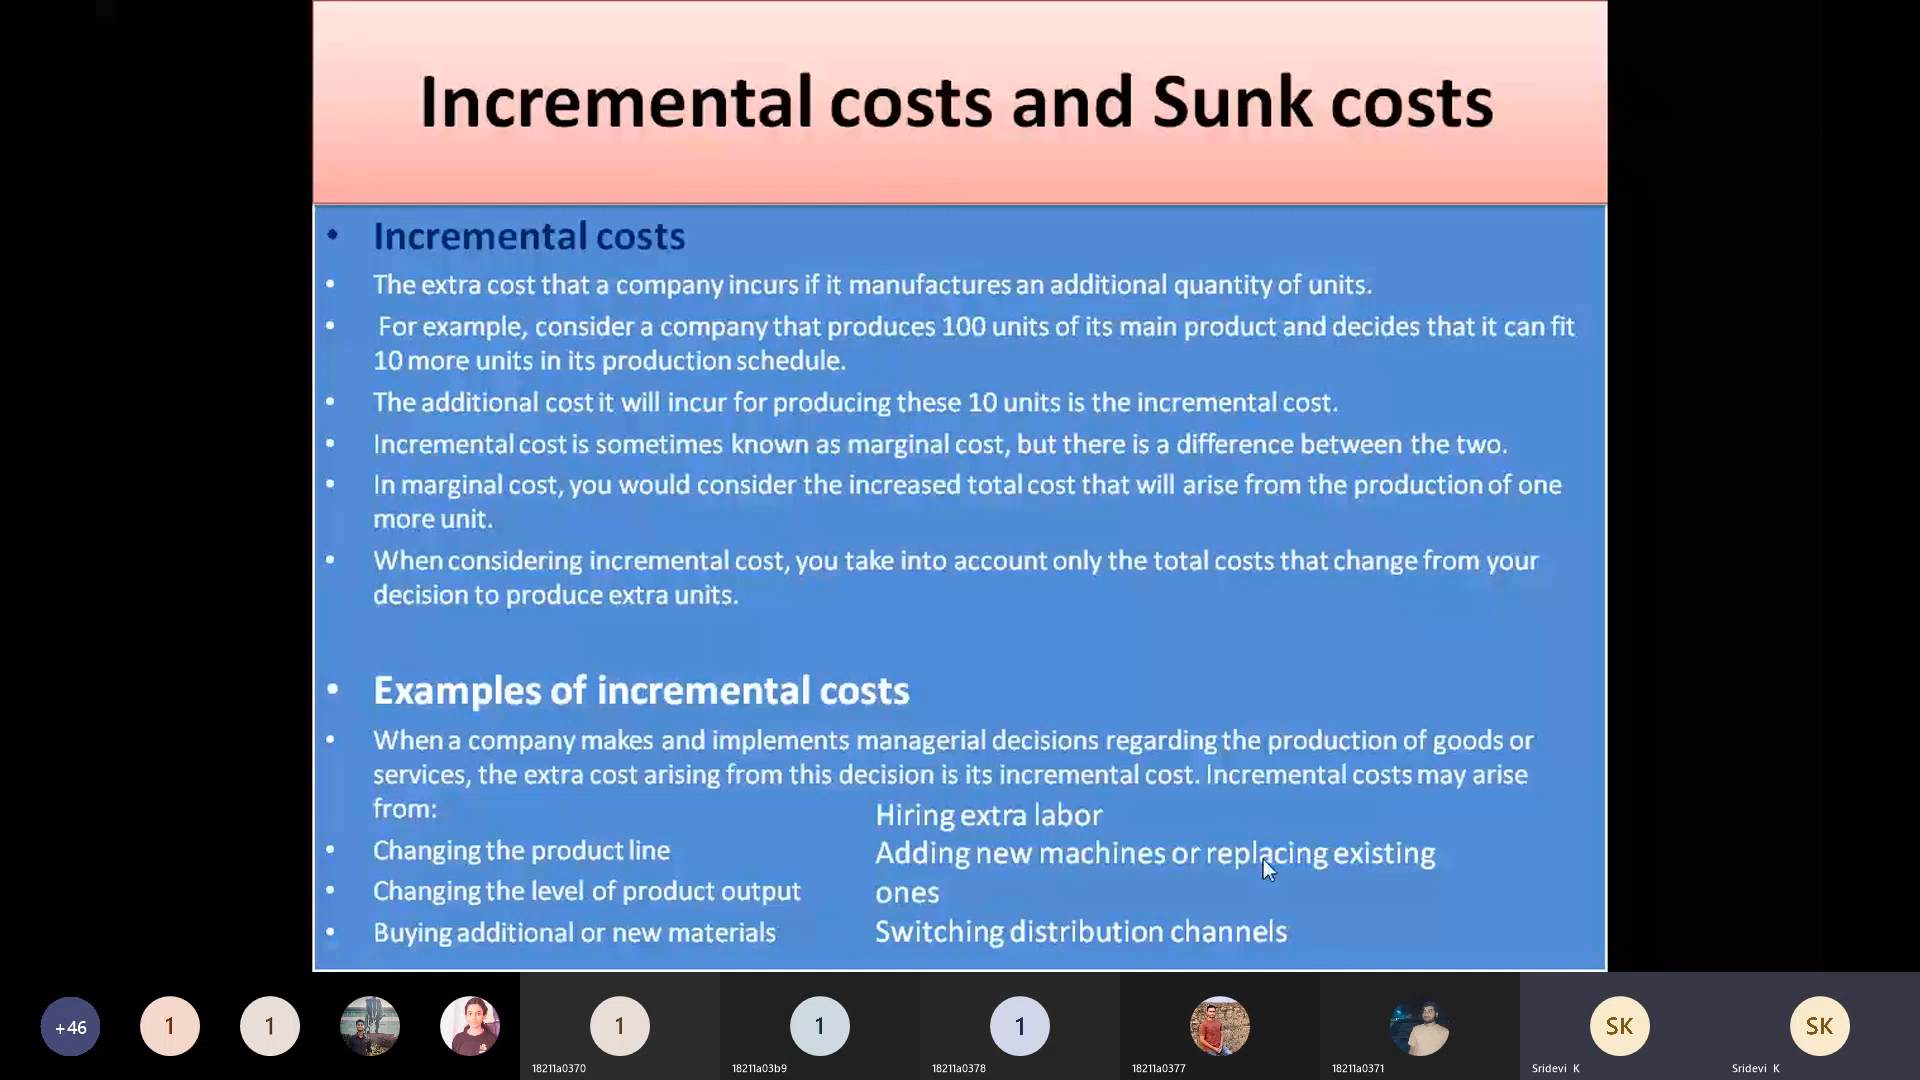 Incremental costs and Sunk costs
• Incremental costs
• The extra cost that a company incurs if it manufactures an additional quantity of units.
• For example, consider a company that produces 100 units of its main product and decides that it can fit
10 more units in its production schedule.
• The additional cost it will incur for producing these 10 units is the incremental cost.
• Incremental cost is sometimes known as marginal cost, but there is a difference between the two.
• In marginal cost, you would consider the increased total cost that will arise from the production of one
more unit.
• When considering incremental cost, you take into account only the total costs that change from your
decision to produce extra units.
• Examples of incremental costs
• When a company makes and implements managerial decisions regarding the production of goods or
services, the extra cost arising from this decision is its incremental cost. Incremental costs may arise
from:
• Changing the product line
• Changing the level of product output
• Buying additional or new materials
Hiring extra labor
Adding new machines or replacing existing
ones
Switching distribution channels
+46
1
1
1
1
1
SK
SK
18211a0370
18211a03b9
18211a0378
18211a0377
18211a0371
Sridevi K
Sridevi K